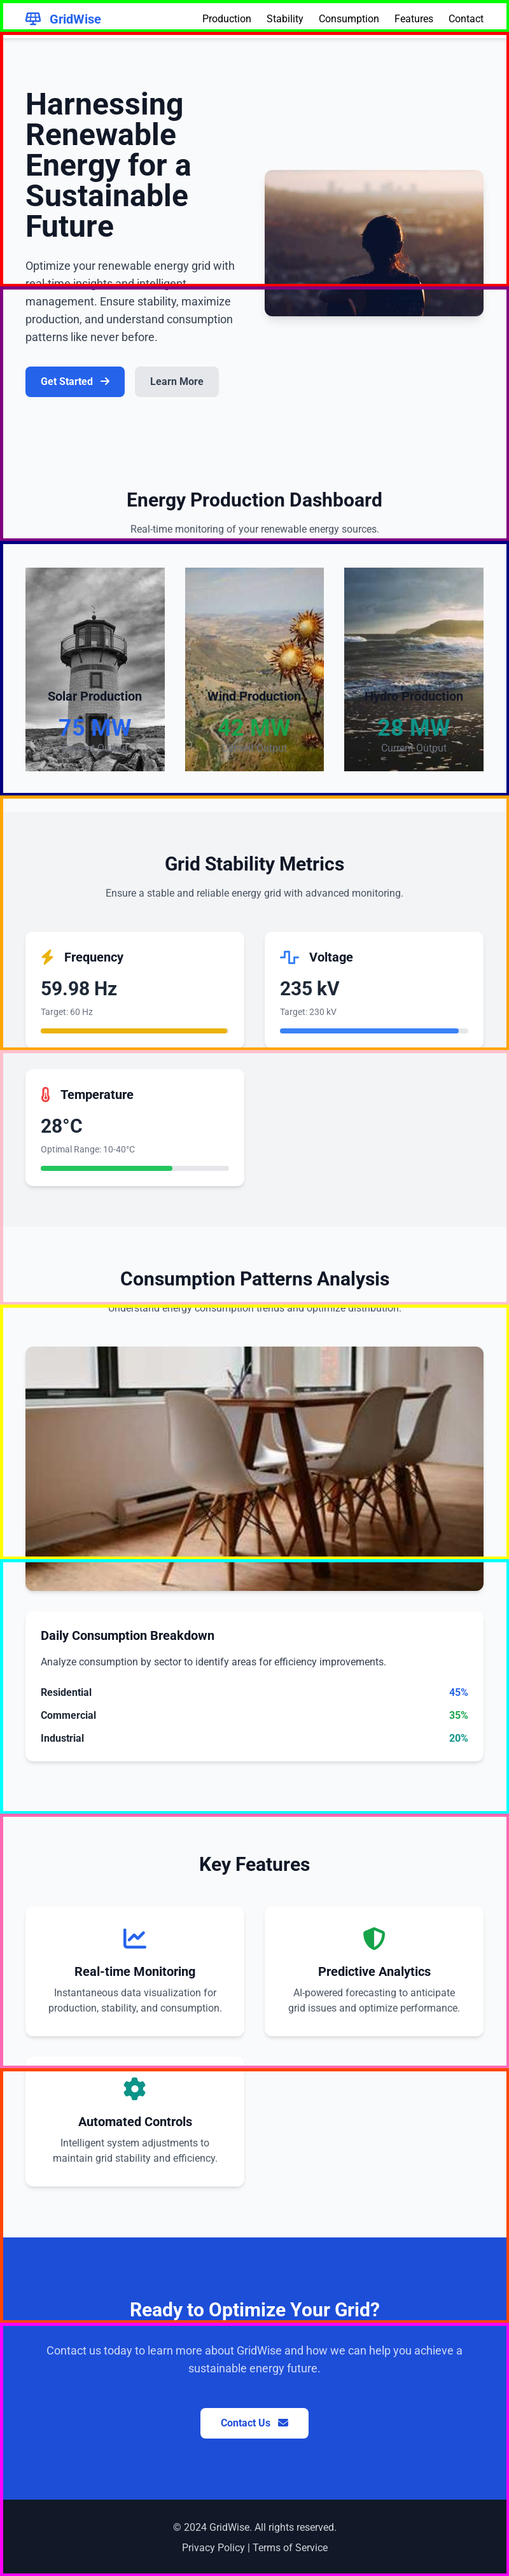 GridWise
Production Stability Consumption Features Contact
Harnessing
Renewable
Energy for a
Sustainable
Future
Optimize your renewable energy grid with
real-time insights and intelligent
management. Ensure stability, maximize
production, and understand consumption
patterns like never before.
Get Started
Learn More
Energy Production Dashboard
Real-time monitoring of your renewable energy sources.
Solar Production
75 MW
Current Output
Wind Production
42 MW
Current Output
Hydro Production
28 MW
Current Output
Grid Stability Metrics
Ensure a stable and reliable energy grid with advanced monitoring.
Frequency
59.98 Hz
Target: 60 Hz
Voltage
235 kV
Target: 230 kV
Temperature
28°C
Optimal Range: 10-40°C
Consumption Patterns Analysis
Understand energy consumption trends and optimize distribution.
Daily Consumption Breakdown
Analyze consumption by sector to identify areas for efficiency improvements.
Residential 45%
Commercial 35%
Industrial 20%
Key Features
Real-time Monitoring
Instantaneous data visualization for
production, stability, and consumption.
Predictive Analytics
AI-powered forecasting to anticipate
grid issues and optimize performance.
Automated Controls
Intelligent system adjustments to
maintain grid stability and efficiency.
Ready to Optimize Your Grid?
Contact us today to learn more about GridWise and how we can help you achieve a
sustainable energy future.
Contact Us
© 2024 GridWise. All rights reserved.
Privacy Policy | Terms of Service